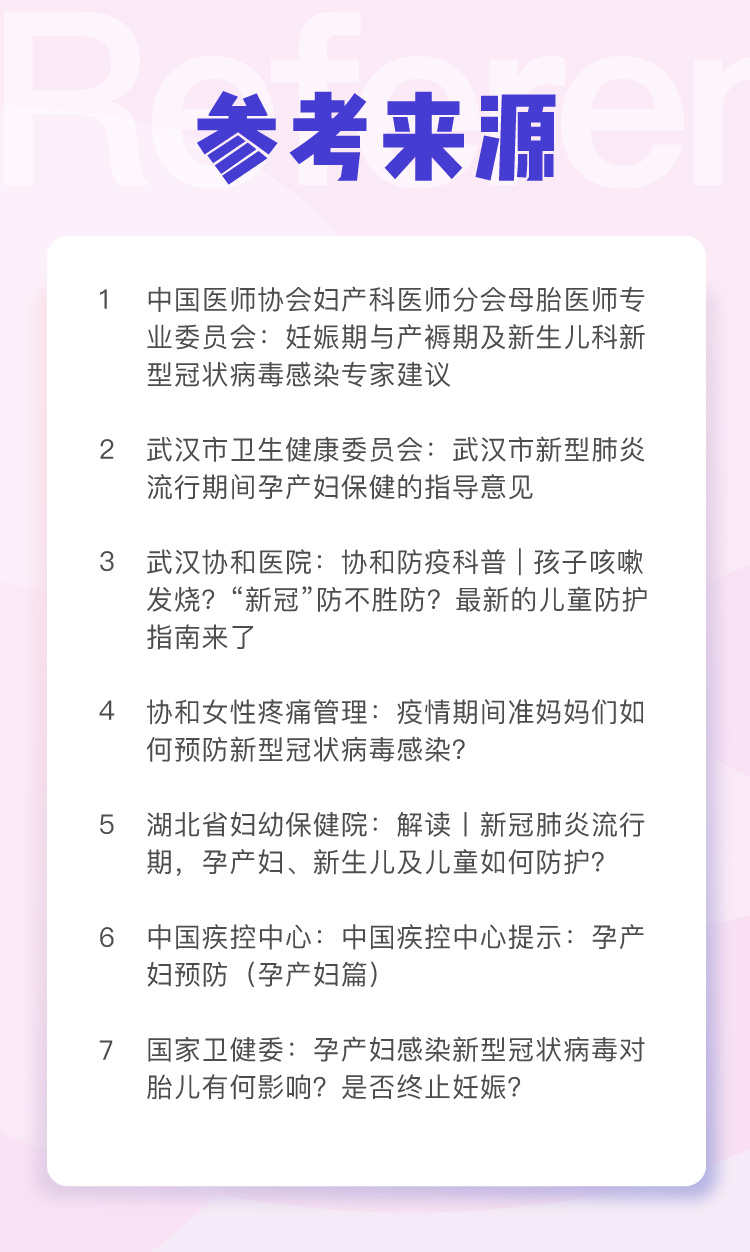 Referen
参考来源
1 中国医师协会妇产科医师分会母胎医师专
业委员会：妊娠期与产褥期及新生儿科新
型冠状病毒感染专家建议
2 武汉市卫生健康委员会：武汉市新型肺炎
流行期间孕产妇保健的指导意见
3 武汉协和医院：协和防疫科普｜孩子咳嗽
发烧？“新冠”防不胜防？最新的儿童防护
指南来了
4 协和女性疼痛管理：疫情期间准妈妈们如
何预防新型冠状病毒感染？
5 湖北省妇幼保健院：解读丨新冠肺炎流行
期，孕产妇、新生儿及儿童如何防护？
6 中国疾控中心：中国疾控中心提示：孕产
妇预防（孕产妇篇）
7 国家卫健委：孕产妇感染新型冠状病毒对
胎儿有何影响？是否终止妊娠？